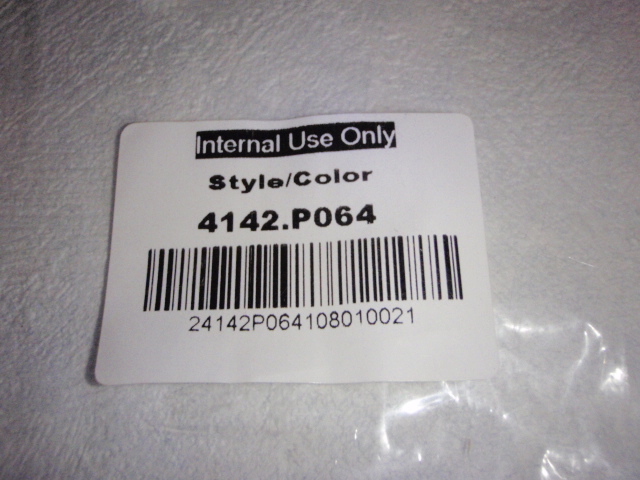 Internal Use Only
Style/Color
4142.P064
24142P064108010021